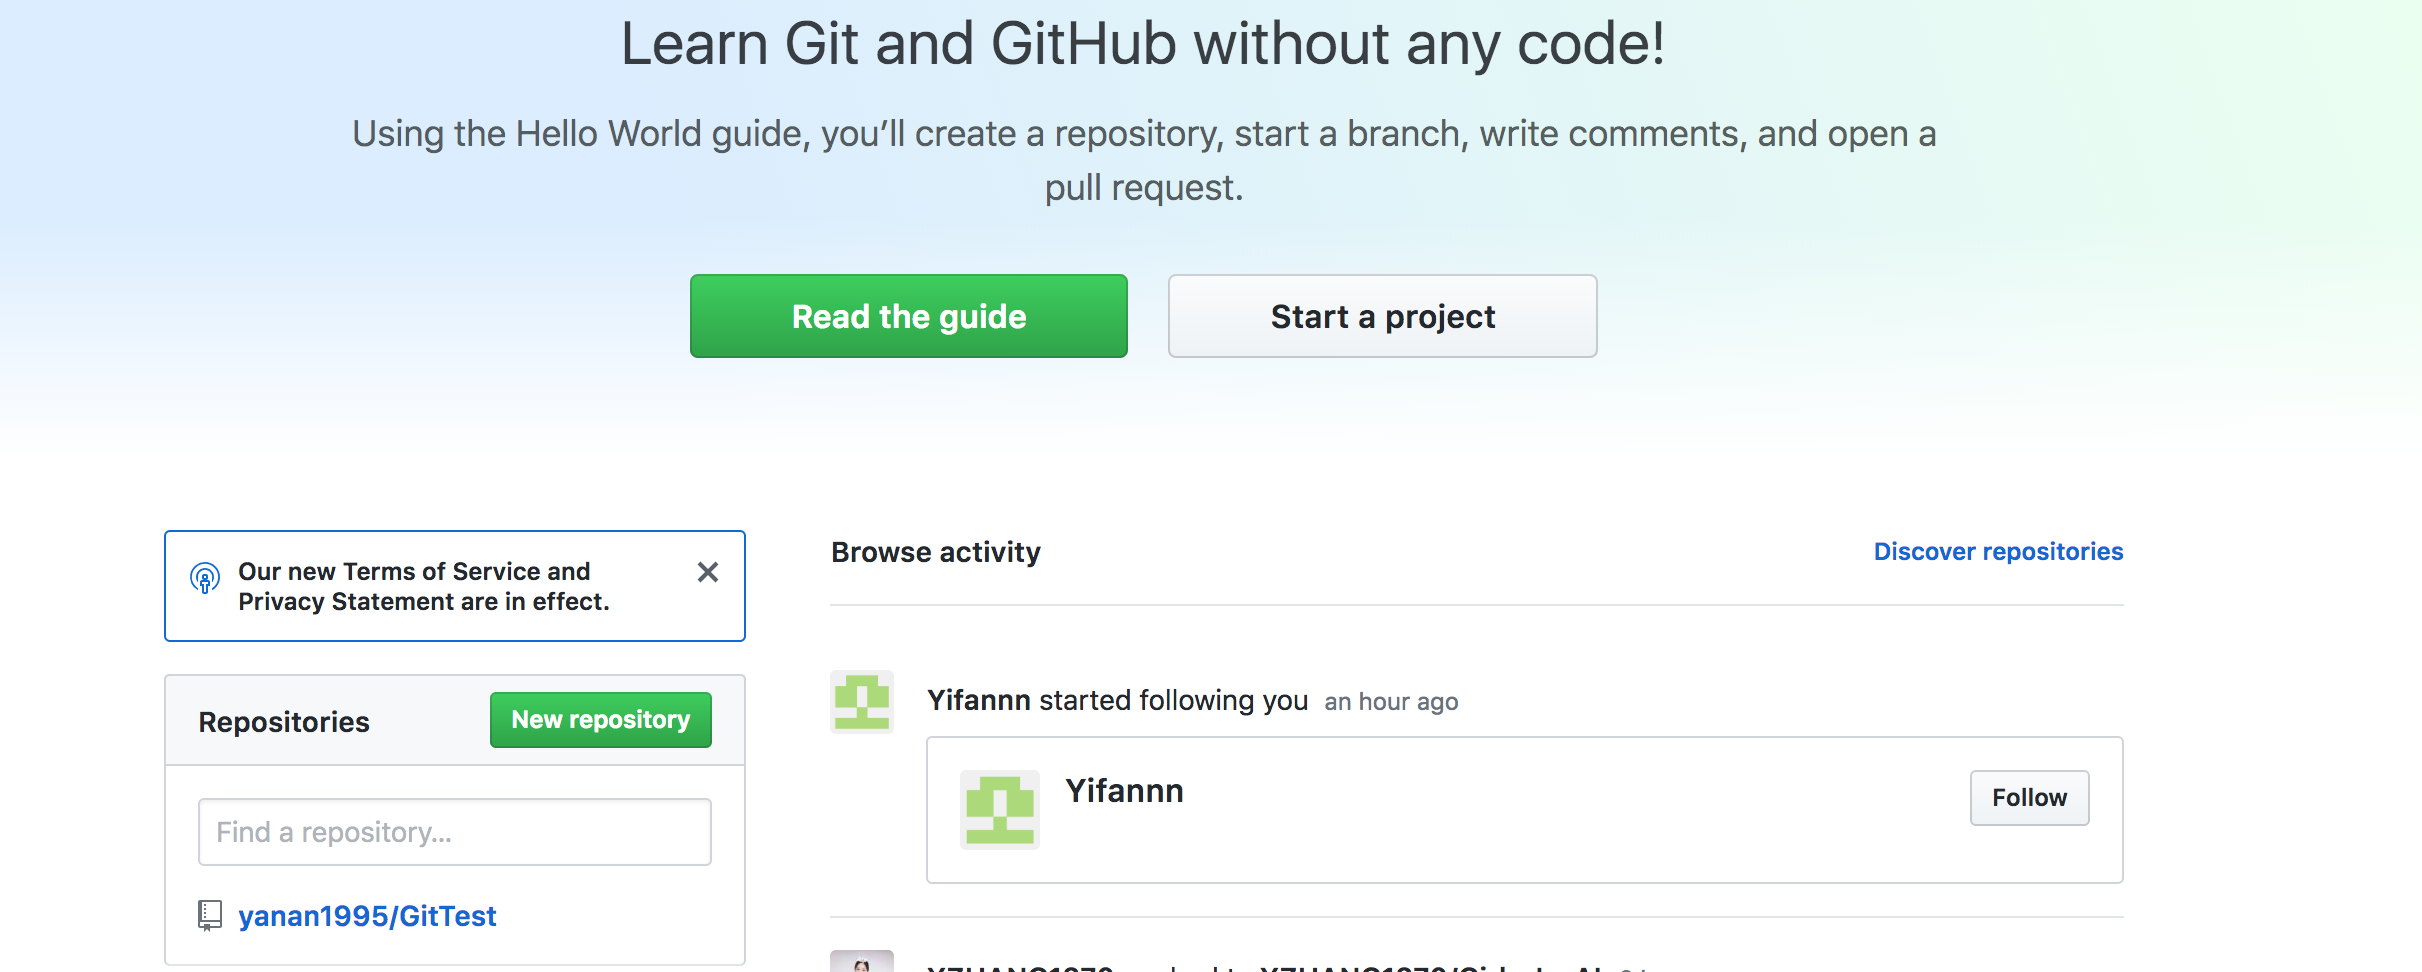 Learn Git and GitHub without any code!
Using the Hello World guide, you’ll create a repository, start a branch, write comments, and open a
pull request.
Read the guide
Start a project
Our new Terms of Service and
Privacy Statement are in effect.
Repositories
New repository
Find a repository...
yanan1995/GitTest
Browse activity
Discover repositories
Yifannn started following you an hour ago
Yifannn
Follow